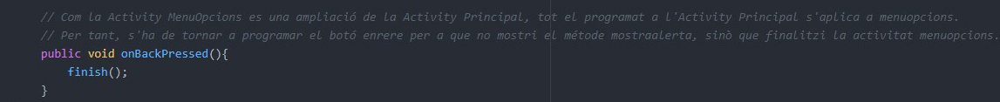 // Com la Activity MenuOpcions es una ampliació de la Activity Principal, tot el programat a l'Activity Principal s'aplica a menuopcions.
// Per tant, s'ha de tornar a programar el botó enrere per a que no mostri el métode mostraalerta, sinò que finalitzi la activitat menuopcions.
public void onBackPressed(){
    finish();
}